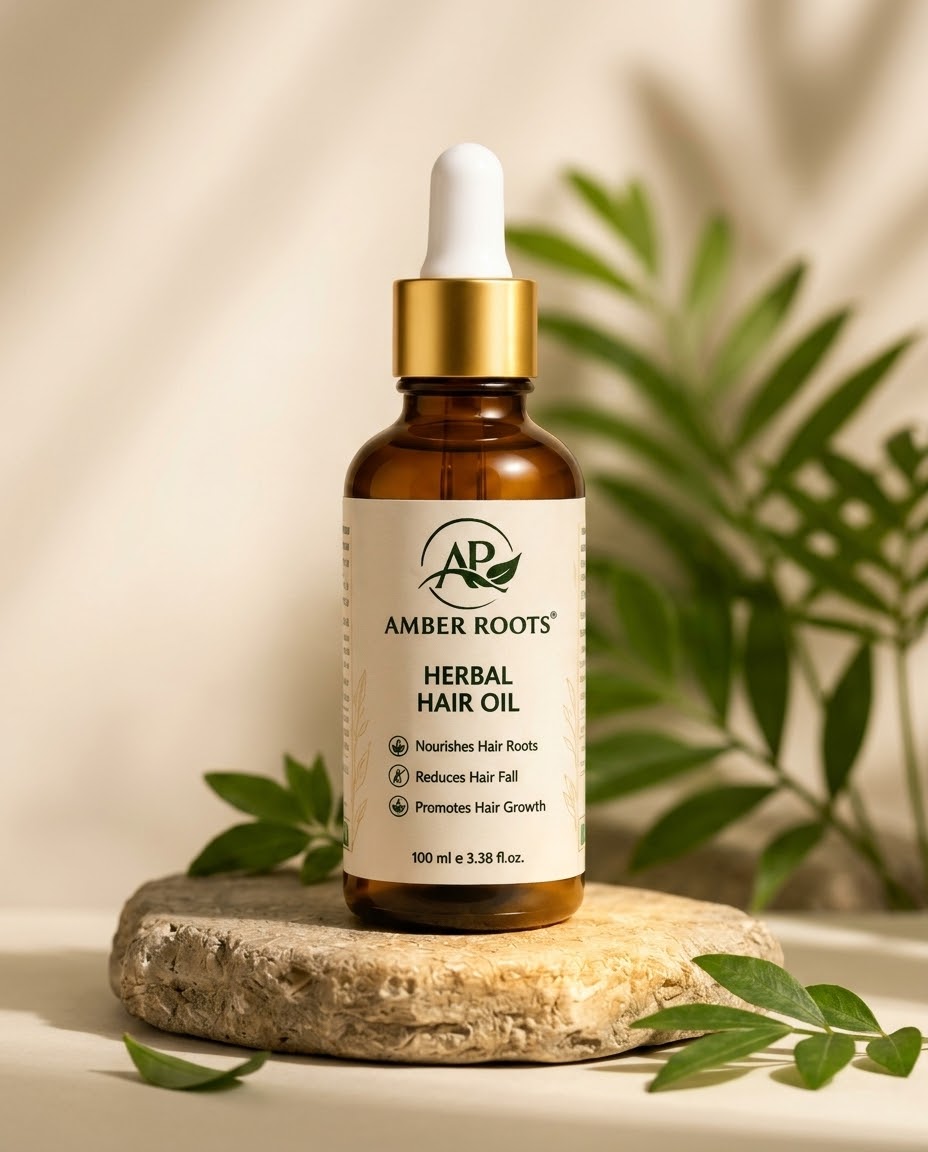 AP
AMBER ROOTS®
HERBAL
HAIR OIL
Nourishes Hair Roots
Reduces Hair Fall
Promotes Hair Growth
100 ml e 3.38 fl.oz.